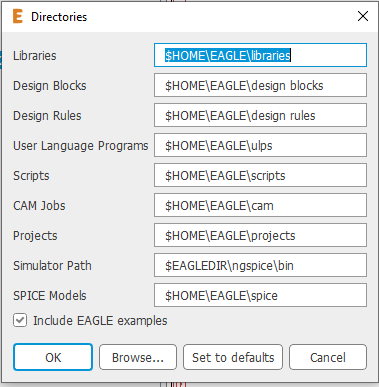 Directories
Libraries $HOME\EAGLE\libraries
Design Blocks $HOME\EAGLE\design blocks
Design Rules $HOME\EAGLE\design rules
User Language Programs $HOME\EAGLE\ulps
Scripts $HOME\EAGLE\scripts
CAM Jobs $HOME\EAGLE\cam
Projects $HOME\EAGLE\projects
Simulator Path $EAGLEDIR\ngspice\bin
SPICE Models $HOME\EAGLE\spice
Include EAGLE examples
OK Browse... Set to defaults Cancel